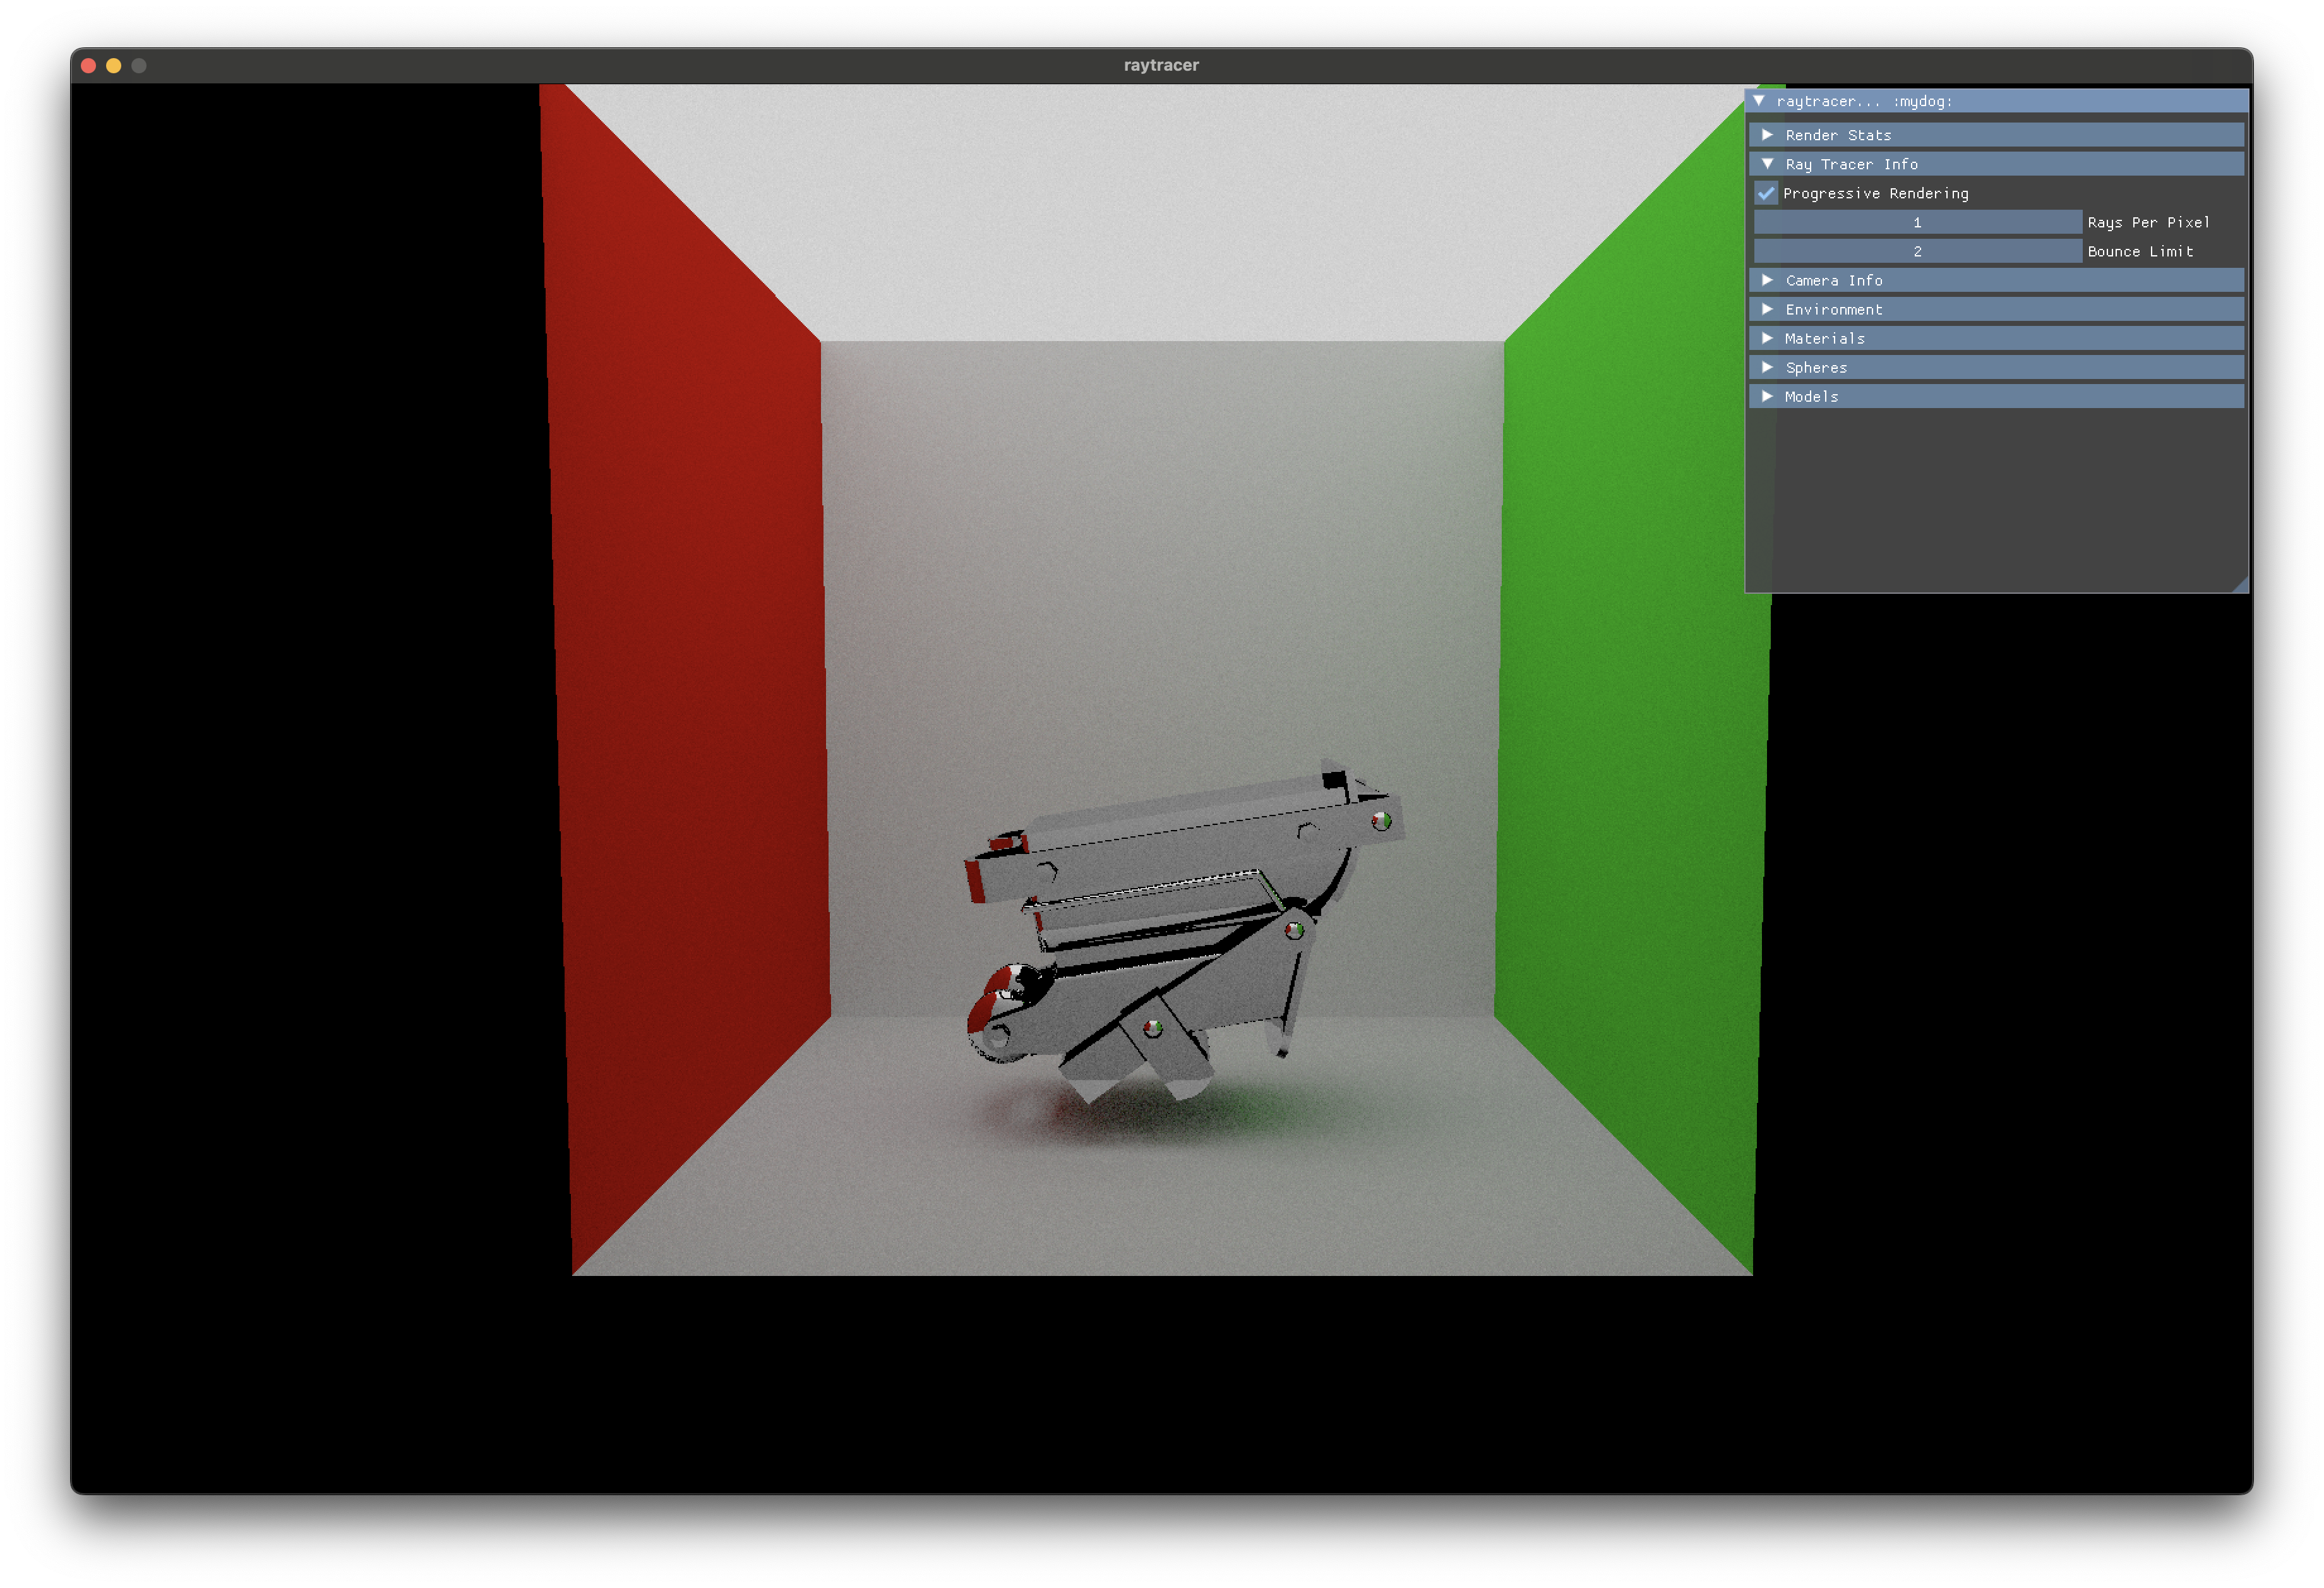 raytracer
raytracer... :mydog:
Render Stats
Ray Tracer Info
Progressive Rendering
1 Rays Per Pixel
2 Bounce Limit
Camera Info
Environment
Materials
Spheres
Models